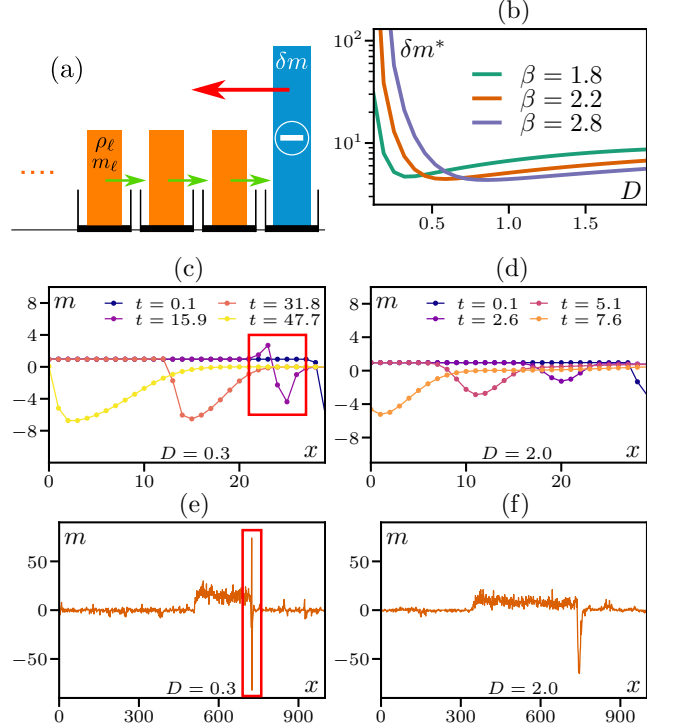 (a)
δm
ρℓ
mℓ
....
(b)
δm*
β = 1.8
β = 2.2
β = 2.8
10²
10¹
0.5 1.0 1.5
D
(c)
m
t = 0.1 t = 31.8
t = 15.9 t = 47.7
8
4
0
−4
−8
D = 0.3
x
0 10 20
(d)
m
t = 0.1 t = 5.1
t = 2.6 t = 7.6
8
4
0
−4
−8
D = 2.0
x
0 10 20
(e)
m
50
0
−50
D = 0.3
x
0 300 600 900
(f)
m
50
0
−50
D = 2.0
x
0 300 600 900